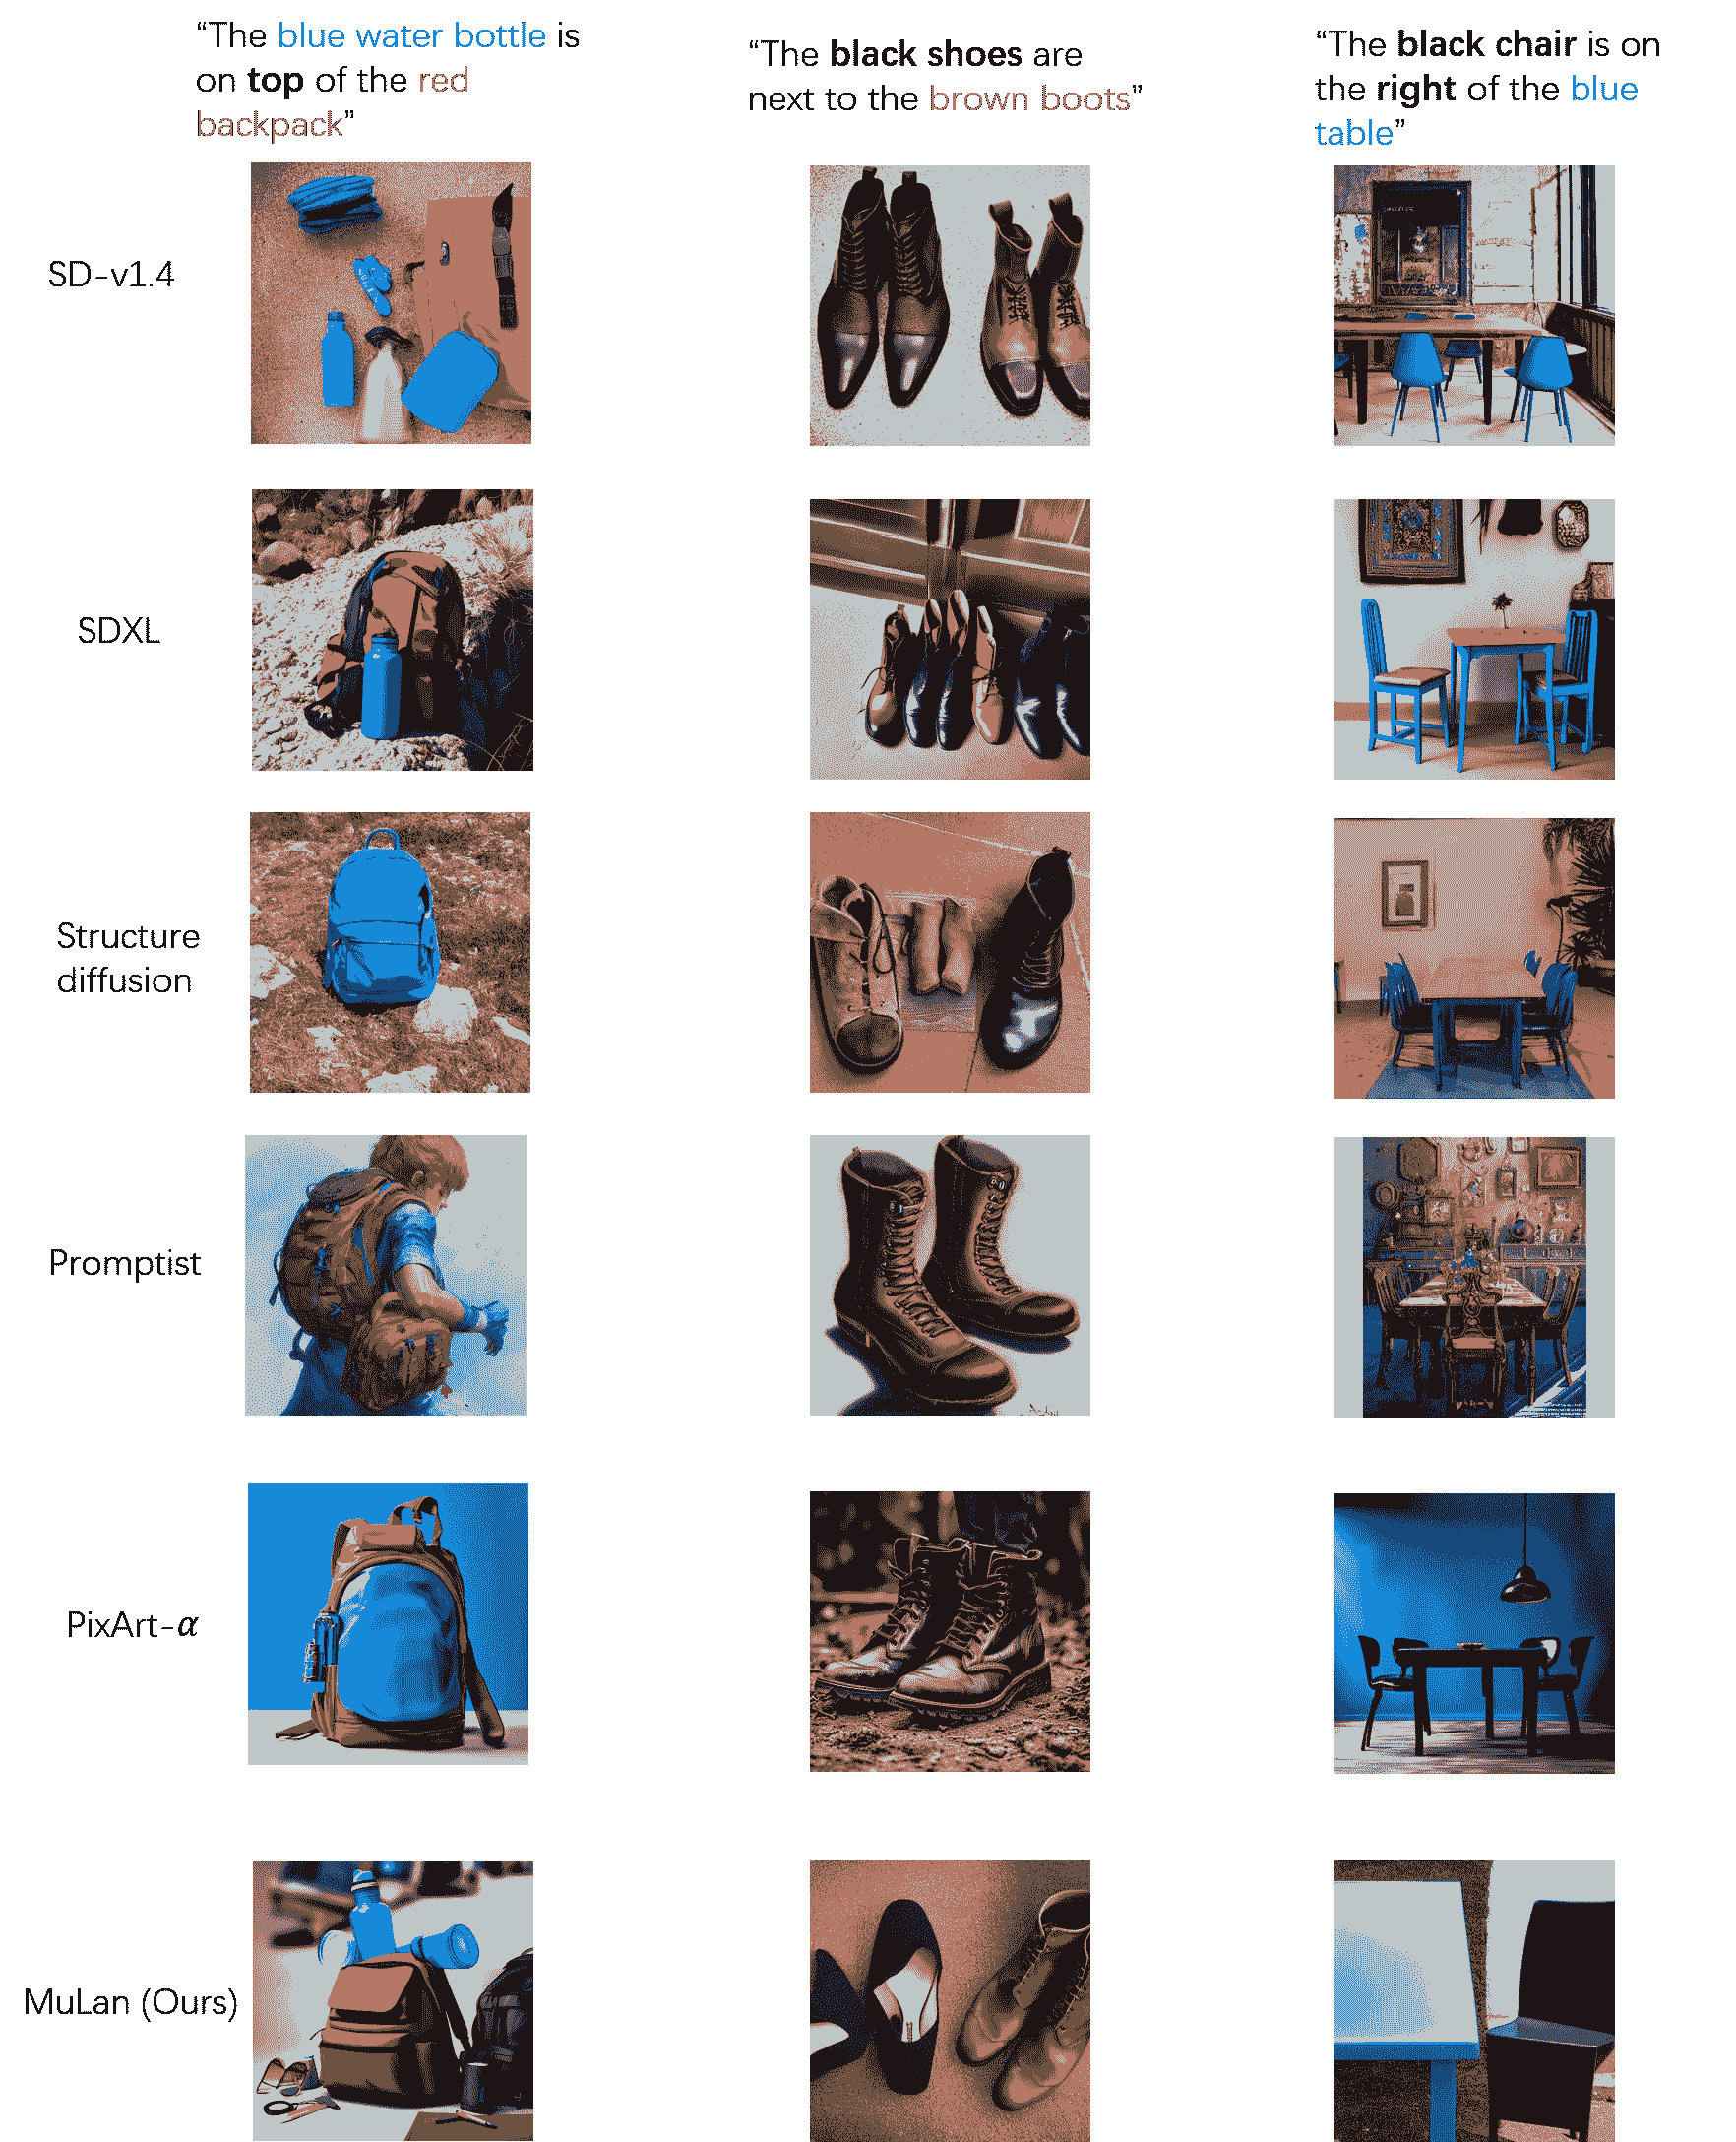 “The blue water bottle is
on top of the red
backpack”
“The black shoes are
next to the brown boots”
“The black chair is on
the right of the blue
table”
SD-v1.4
SDXL
Structure
diffusion
Promptist
PixArt-α
MuLan (Ours)